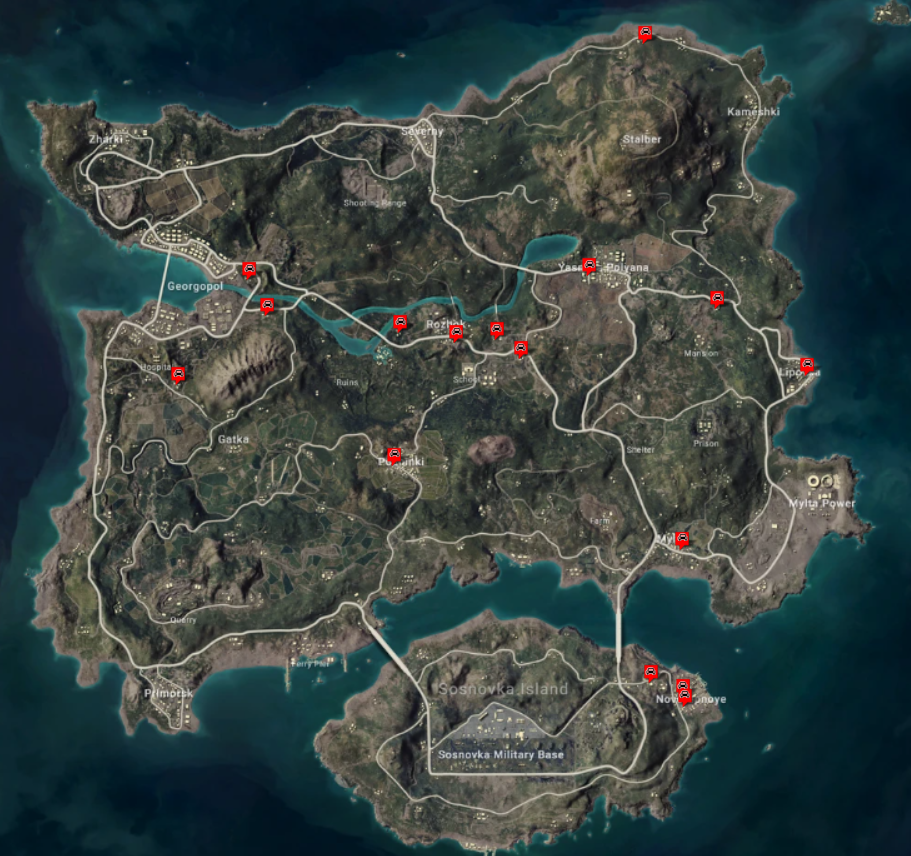 Kameshki
Severny
Zharki
Stalber
Shooting Range
Georgopol
Mansion
School
Ruins
Gatka
Prison
Shelter
Mylta Power
Farm
Quarry
Ferry Pier
Sosnovka Island
Primorsk
Sosnovka Military Base